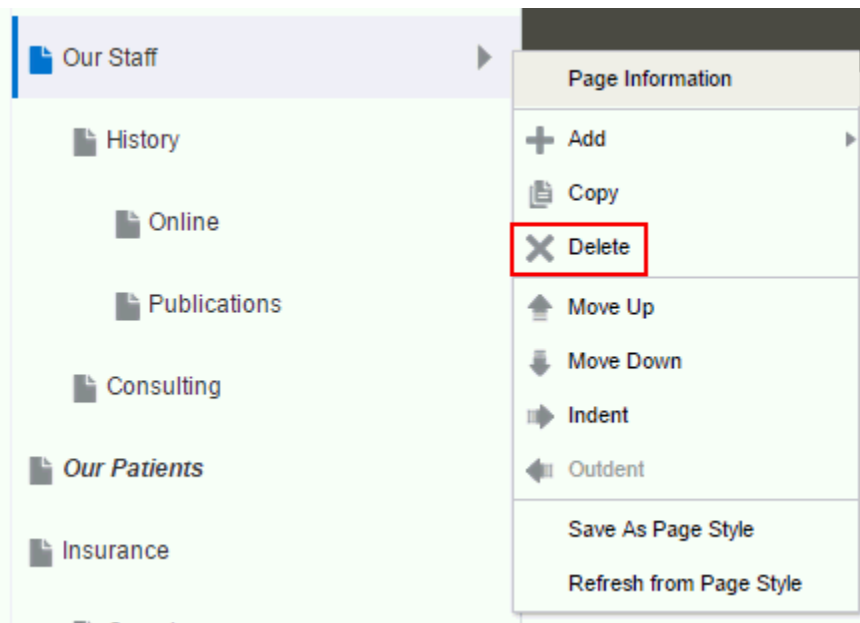 Our Staff
History
Online
Publications
Consulting
Our Patients
Insurance
Page Information
Add
Copy
Delete
Move Up
Move Down
Indent
Outdent
Save As Page Style
Refresh from Page Style